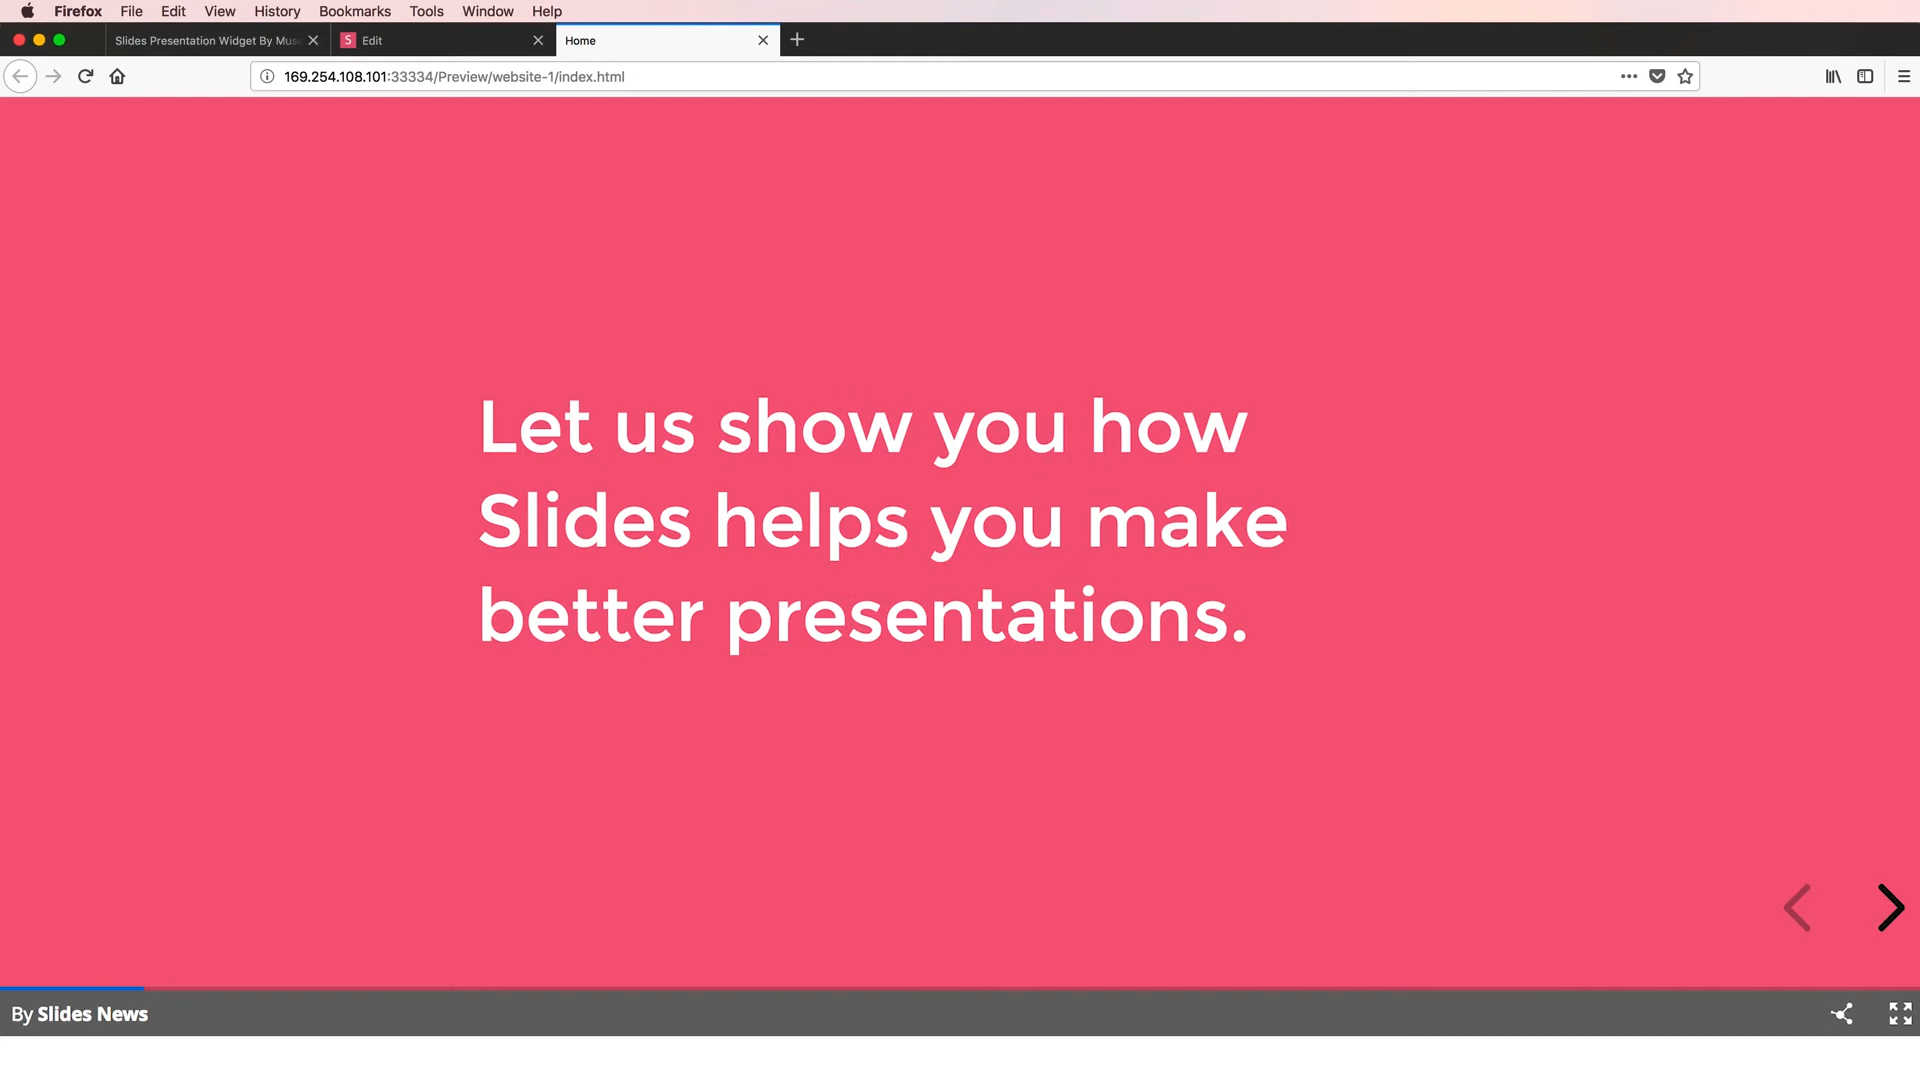 Firefox File Edit View History Bookmarks Tools Window Help
Slides Presentation Widget By Mus
S Edit
Home
169.254.108.101:33334/Preview/website-1/index.html
Let us show you how
Slides helps you make
better presentations.
By Slides News